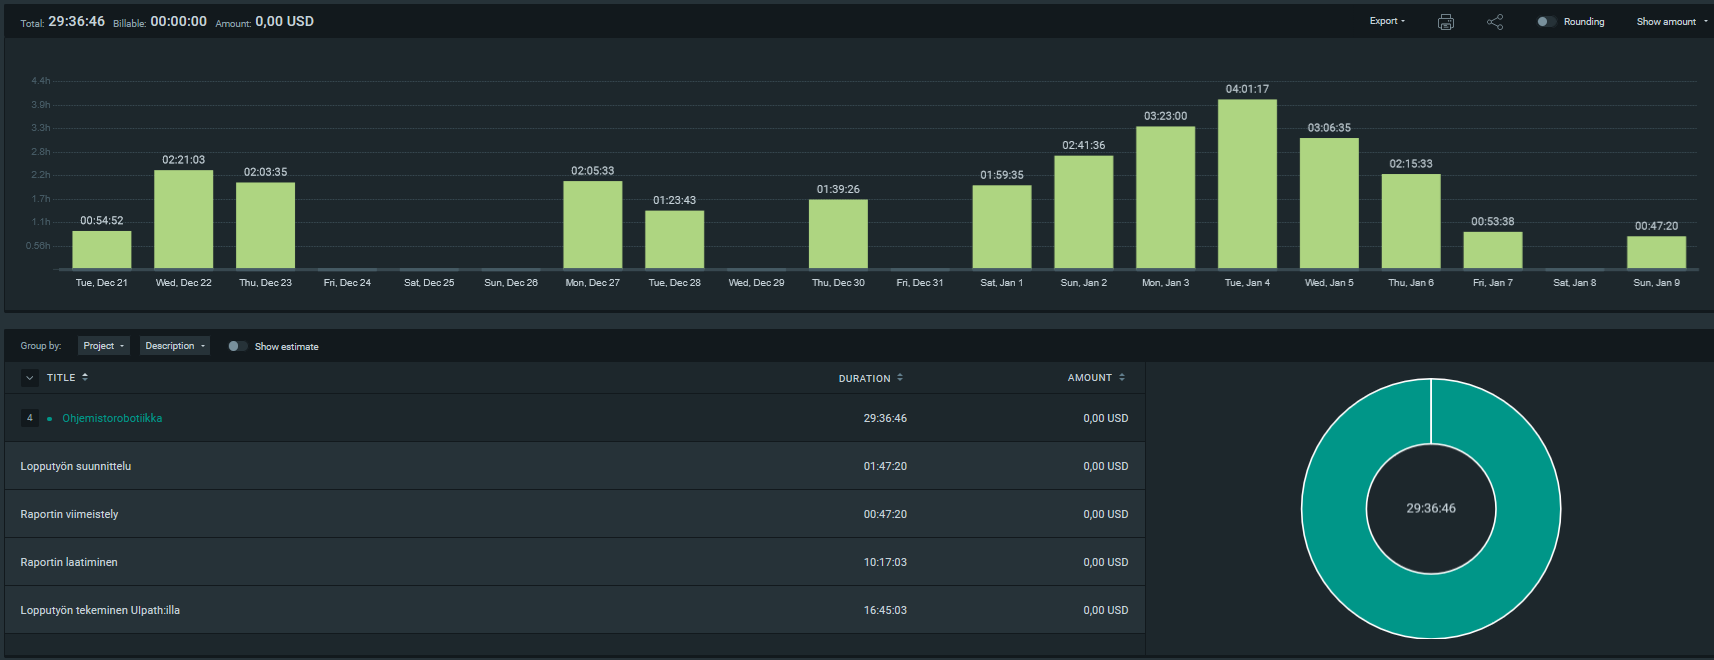 Total: 29:36:46 Billable: 00:00:00 Amount: 0,00 USD Export Rounding Show amount
4.4h
3.9h
3.3h
2.8h
2.2h
1.7h
1.1h
0.56h
00:54:52 02:21:03 02:03:35 02:05:33 01:23:43 01:39:26 01:59:35 02:41:36 03:23:00 04:01:17 03:06:35 02:15:33 00:53:38 00:47:20
Tue, Dec 21 Wed, Dec 22 Thu, Dec 23 Fri, Dec 24 Sat, Dec 25 Sun, Dec 26 Mon, Dec 27 Tue, Dec 28 Wed, Dec 29 Thu, Dec 30 Fri, Dec 31 Sat, Jan 1 Sun, Jan 2 Mon, Jan 3 Tue, Jan 4 Wed, Jan 5 Thu, Jan 6 Fri, Jan 7 Sat, Jan 8 Sun, Jan 9
Group by: Project Description Show estimate
TITLE DURATION AMOUNT
4 Ohjemistorobotiikka 29:36:46 0,00 USD
Lopputyön suunnittelu 01:47:20 0,00 USD
Raportin viimeistely 00:47:20 0,00 USD
Raportin laatiminen 10:17:03 0,00 USD
Lopputyön tekeminen UIpath:illa 16:45:03 0,00 USD
29:36:46